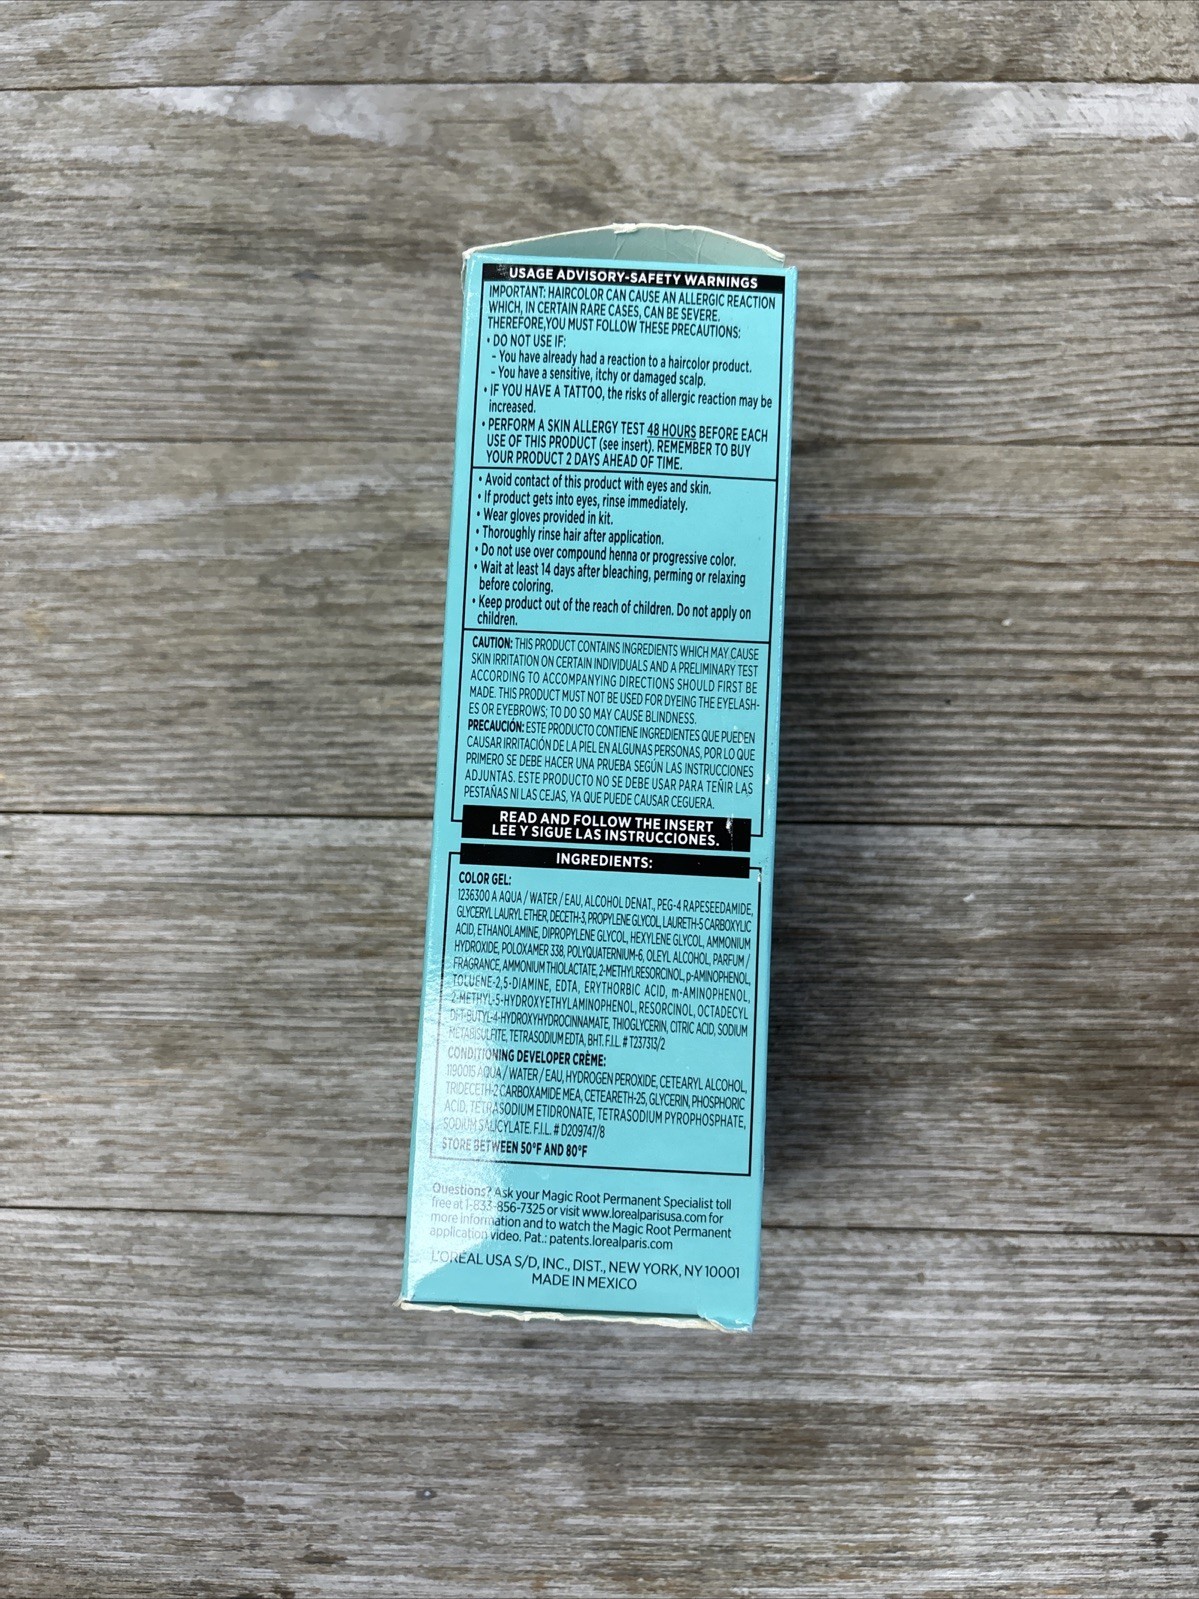 USAGE ADVISORY-SAFETY WARNINGS
IMPORTANT: HAIRCOLOR CAN CAUSE AN ALLERGIC REACTION
WHICH, IN CERTAIN RARE CASES, CAN BE SEVERE.
THEREFORE,YOU MUST FOLLOW THESE PRECAUTIONS:
• DO NOT USE IF:
- You have already had a reaction to a haircolor product.
- You have a sensitive, itchy or damaged scalp.
• IF YOU HAVE A TATTOO, the risks of allergic reaction may be
increased.
• PERFORM A SKIN ALLERGY TEST 48 HOURS BEFORE EACH
USE OF THIS PRODUCT (see insert). REMEMBER TO BUY
YOUR PRODUCT 2 DAYS AHEAD OF TIME.
• Avoid contact of this product with eyes and skin.
• If product gets into eyes, rinse immediately.
• Wear gloves provided in kit.
• Thoroughly rinse hair after application.
• Do not use over compound henna or progressive color.
• Wait at least 14 days after bleaching, perming or relaxing
before coloring.
• Keep product out of the reach of children. Do not apply on
children.
CAUTION: THIS PRODUCT CONTAINS INGREDIENTS WHICH MAY CAUSE
SKIN IRRITATION ON CERTAIN INDIVIDUALS AND A PRELIMINARY TEST
ACCORDING TO ACCOMPANYING DIRECTIONS SHOULD FIRST BE
MADE. THIS PRODUCT MUST NOT BE USED FOR DYEING THE EYELASH-
ES OR EYEBROWS; TO DO SO MAY CAUSE BLINDNESS.
PRECAUCIÓN: ESTE PRODUCTO CONTIENE INGREDIENTES QUE PUEDEN
CAUSAR IRRITACIÓN DE LA PIEL EN ALGUNAS PERSONAS, POR LO QUE
PRIMERO SE DEBE HACER UNA PRUEBA SEGÚN LAS INSTRUCCIONES
ADJUNTAS. ESTE PRODUCTO NO SE DEBE USAR PARA TEÑIR LAS
PESTAÑAS NI LAS CEJAS, YA QUE PUEDE CAUSAR CEGUERA.
READ AND FOLLOW THE INSERT
LEE Y SIGUE LAS INSTRUCCIONES.
INGREDIENTS:
COLOR GEL:
1236300 A AQUA / WATER / EAU, ALCOHOL DENAT., PEG-4 RAPESEEDAMIDE,
GLYCERYL LAURYL ETHER, DECETH-3, PROPYLENE GLYCOL, LAURETH-5 CARBOXYLIC
ACID, ETHANOLAMINE, DIPROPYLENE GLYCOL, HEXYLENE GLYCOL, AMMONIUM
HYDROXIDE, POLOXAMER 338, POLYQUATERNIUM-6, OLEYL ALCOHOL, PARFUM /
FRAGRANCE, AMMONIUM THIOLACTATE, 2-METHYLRESORCINOL, p-AMINOPHENOL,
TOLUENE-2,5-DIAMINE, EDTA, ERYTHORBIC ACID, m-AMINOPHENOL,
2-METHYL-5-HYDROXYETHYLAMINOPHENOL, RESORCINOL, OCTADECYL
DI-T-BUTYL-4-HYDROXYHYDROCINNAMATE, THIOGLYCERIN, CITRIC ACID, SODIUM
METABISULFITE, TETRASODIUM EDTA, BHT. F.I.L. # T237313/2
CONDITIONING DEVELOPER CRÈME:
1190015 AQUA / WATER / EAU, HYDROGEN PEROXIDE, CETEARYL ALCOHOL,
TRIDECETH-2 CARBOXAMIDE MEA, CETEARETH-25, GLYCERIN, PHOSPHORIC
ACID, TETRASODIUM ETIDRONATE, TETRASODIUM PYROPHOSPHATE,
SODIUM SALICYLATE. F.I.L. # D209747/8
STORE BETWEEN 50°F AND 80°F
Questions? Ask your Magic Root Permanent Specialist toll
free at 1-833-856-7325 or visit www.lorealparisusa.com for
more information and to watch the Magic Root Permanent
application video. Pat.: patents.lorealparis.com
L'ORÉAL USA S/D, INC., DIST., NEW YORK, NY 10001
MADE IN MEXICO